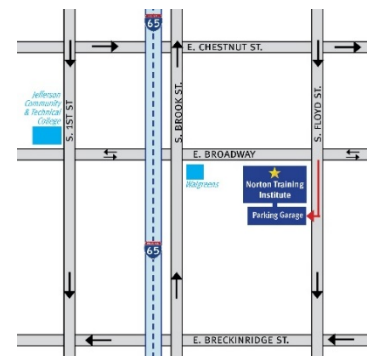 65
E. CHESTNUT ST.
S. 1ST ST
S. BROOK ST.
S. FLOYD ST.
Jefferson
Community
& Technical
College
E. BROADWAY
Walgreens
Norton Training
Institute
Parking Garage
65
E. BRECKINRIDGE ST.